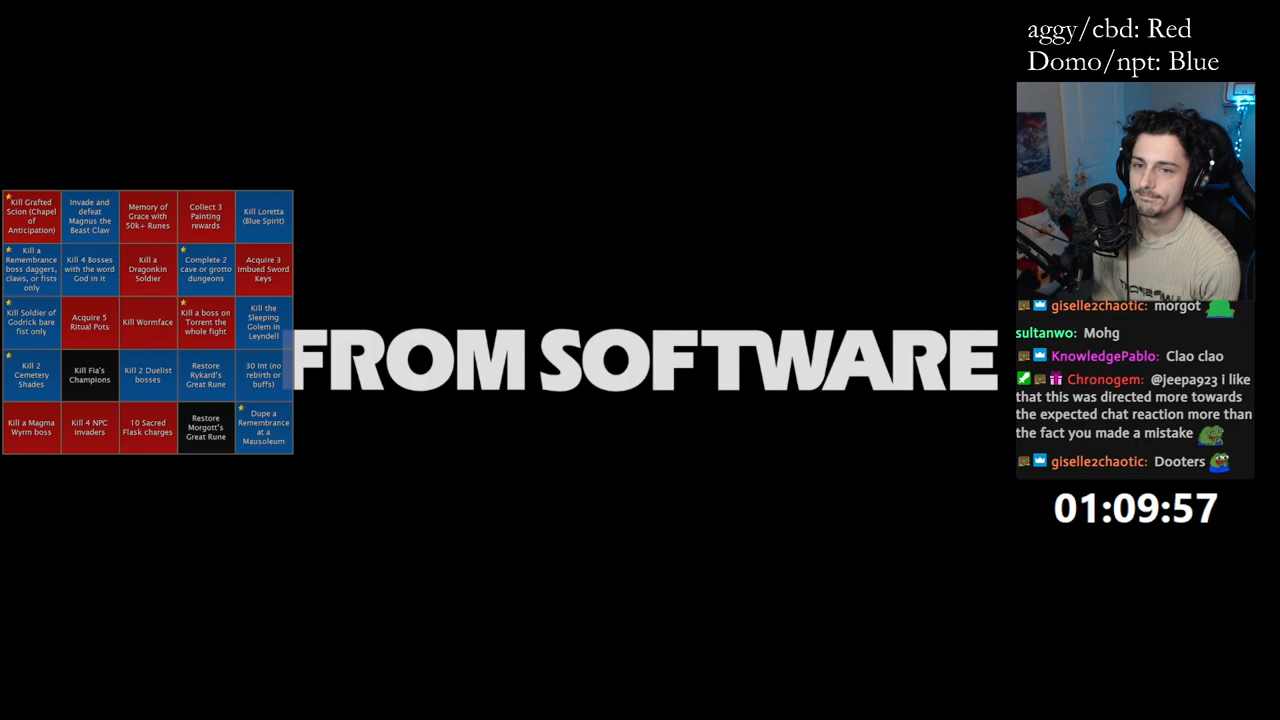 aggy/cbd: Red
Domo/npt: Blue
Kill Grafted
Scion (Chapel
of
Anticipation)
Invade and
defeat
Magnus the
Beast Claw
Memory of
Grace with
50k+ Runes
Collect 3
Painting
rewards
Kill Loretta
(Blue Spirit)
Kill a
Remembrance
boss daggers,
claws, or fists
only
Kill 4 Bosses
with the word
God in it
Kill a
Dragonkin
Soldier
Complete 2
cave or grotto
dungeons
Acquire 3
Imbued Sword
Keys
Kill Soldier of
Godrick bare
fist only
Acquire 5
Ritual Pots
Kill Wormface
Kill a boss on
Torrent the
whole fight
Kill the
Sleeping
Golem in
Leyndell
Kill 2
Cemetery
Shades
Kill Fia's
Champions
Kill 2 Duelist
bosses
Restore
Rykard's
Great Rune
30 Int (no
rebirth or
buffs)
Kill a Magma
Wyrm boss
Kill 4 NPC
Invaders
10 Sacred
Flask charges
Restore
Morgott's
Great Rune
Dupe a
Remembrance
at a
Mausoleum
FROM SOFTWARE
giselle2chaotic: morgot
sultanwo: Mohg
KnowledgePablo: Clao clao
Chronogem: @jeepa923 i like
that this was directed more towards
the expected chat reaction more than
the fact you made a mistake
giselle2chaotic: Dooters
01:09:57